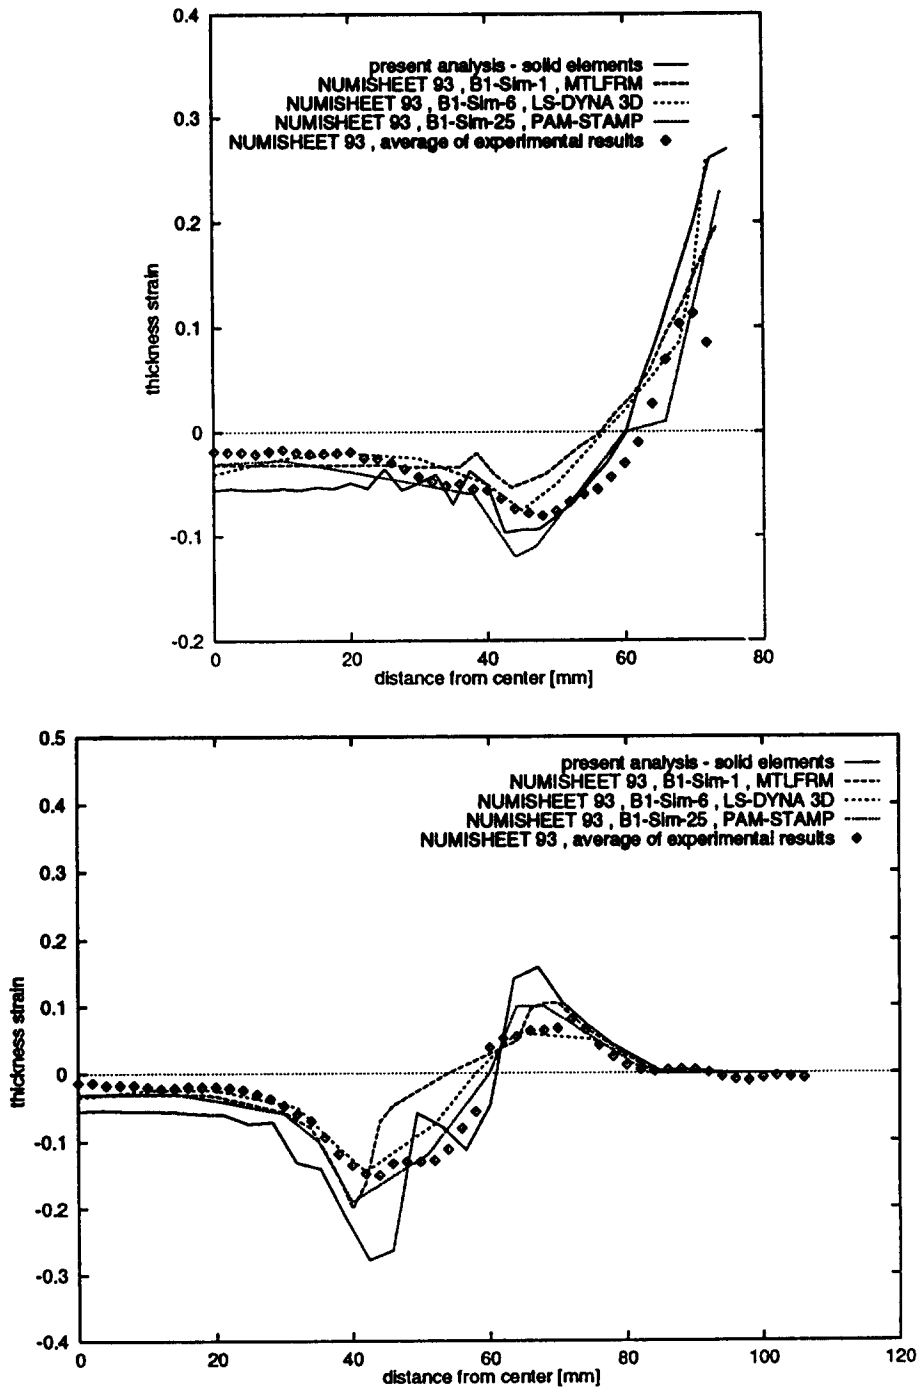 0.4
present analysis - solid elements
NUMISHEET 93 , B1-Sim-1 , MTLFRM
NUMISHEET 93 , B1-Sim-6 , LS-DYNA 3D
NUMISHEET 93 , B1-Sim-25 , PAM-STAMP
NUMISHEET 93 , average of experimental results
0.3
0.2
0.1
0
-0.1
-0.2
thickness strain
0 20 40 60 80
distance from center [mm]
0.5
present analysis - solid elements
NUMISHEET 93 , B1-Sim-1 , MTLFRM
NUMISHEET 93 , B1-Sim-6 , LS-DYNA 3D
NUMISHEET 93 , B1-Sim-25 , PAM-STAMP
NUMISHEET 93 , average of experimental results
0.4
0.3
0.2
0.1
0
-0.1
-0.2
-0.3
-0.4
thickness strain
0 20 40 60 80 100 120
distance from center [mm]